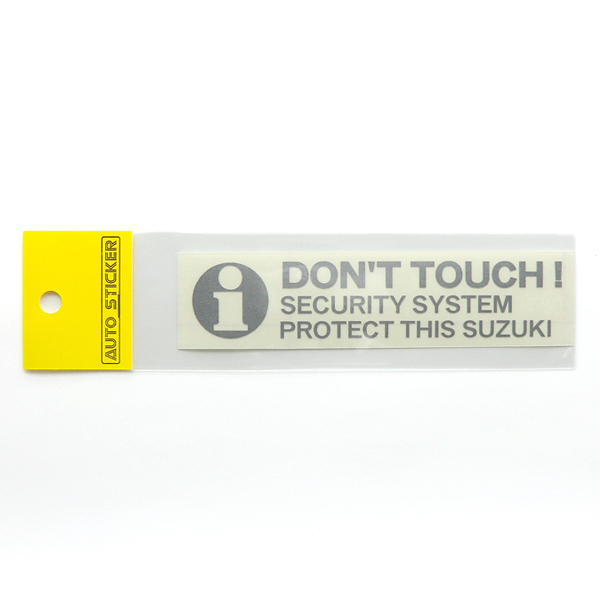 AUTO STICKER
i DON'T TOUCH !
SECURITY SYSTEM
PROTECT THIS SUZUKI